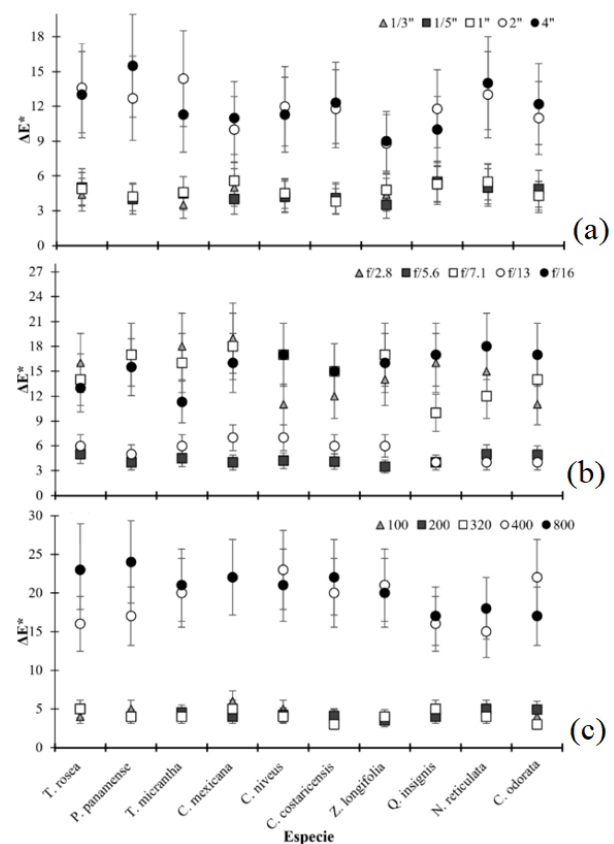 1/3" 1/5" 1" 2" 4"
18
15
12
9
6
3
0
ΔE*
(a)
f/2.8 f/5.6 f/7.1 f/13 f/16
27
24
21
18
15
12
9
6
3
0
ΔE*
(b)
100 200 320 400 800
30
25
20
15
10
5
0
ΔE*
(c)
T. rosea
P. panamense
T. micrantha
C. mexicana
C. niveus
C. costaricensis
Z. longifolia
Q. insignis
N. reticulata
C. odorata
Especie